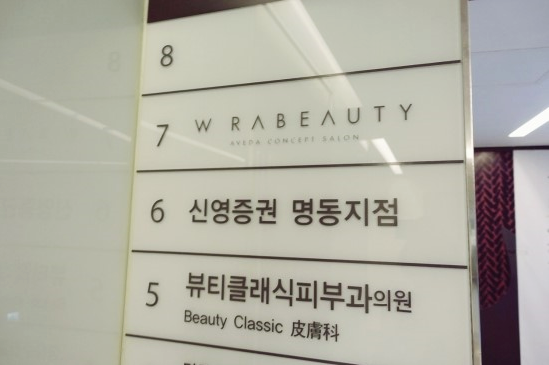 8
7 W RABEAUTY
AVEDA CONCEPT SALON
6 신영증권 명동지점
5 뷰티클래식피부과의원
Beauty Classic 皮膚科